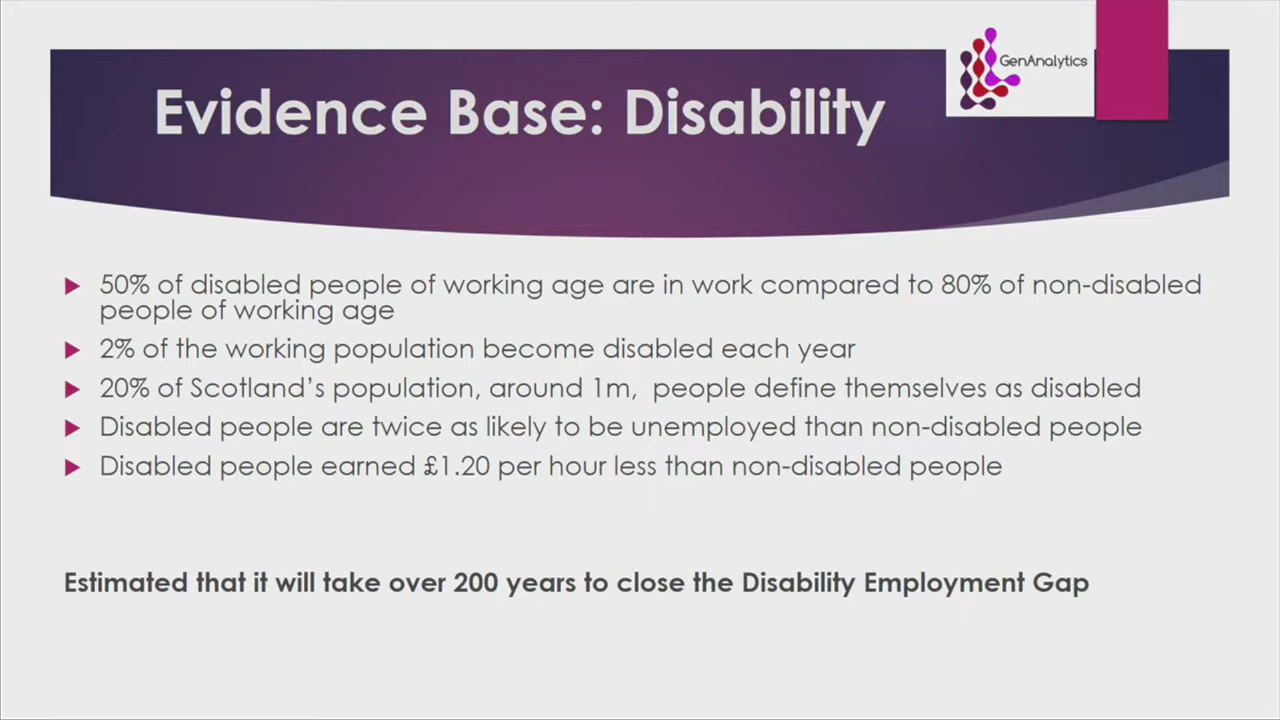 GenAnalytics
Evidence Base: Disability
50% of disabled people of working age are in work compared to 80% of non-disabled
people of working age
2% of the working population become disabled each year
20% of Scotland's population, around 1m,  people define themselves as disabled
Disabled people are twice as likely to be unemployed than non-disabled people
Disabled people earned £1.20 per hour less than non-disabled people
Estimated that it will take over 200 years to close the Disability Employment Gap